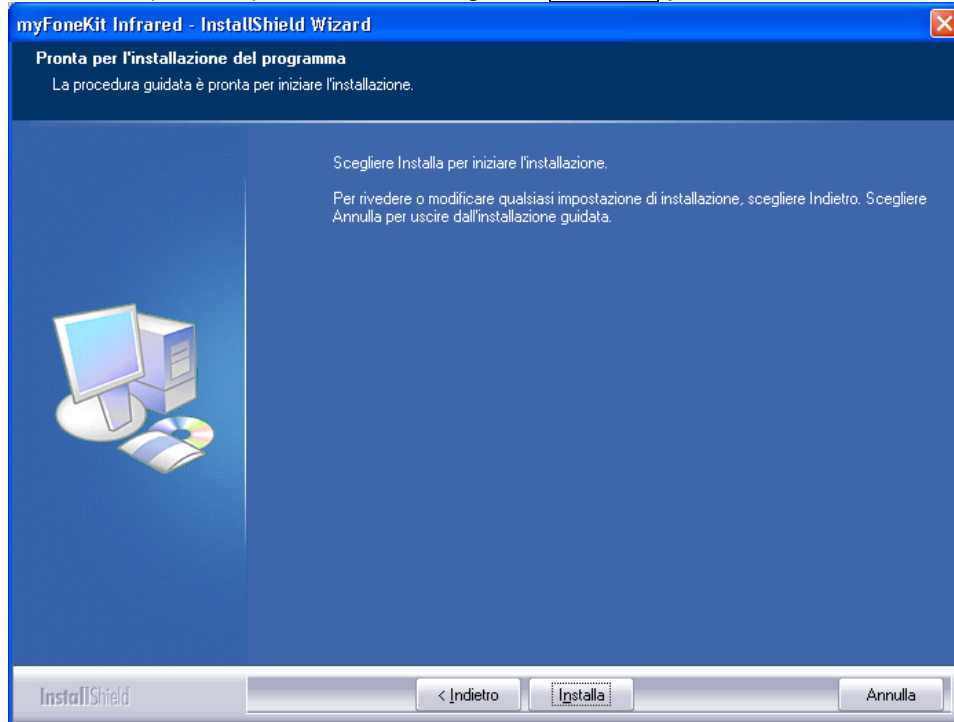 myFoneKit Infrared - InstallShield Wizard
Pronta per l'installazione del programma
La procedura guidata è pronta per iniziare l'installazione.
Scegliere Installa per iniziare l'installazione.
Per rivedere o modificare qualsiasi impostazione di installazione, scegliere Indietro. Scegliere
Annulla per uscire dall'installazione guidata.
InstallShield
< Indietro
Installa
Annulla